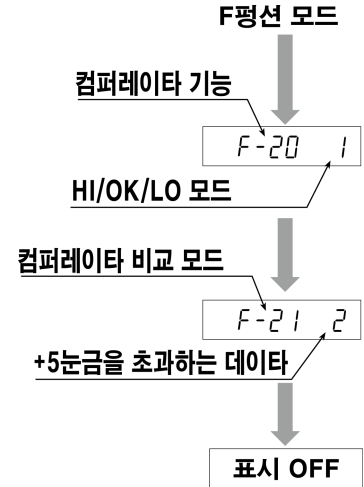 F펑션 모드
컴퍼레이타 기능
F-20 1
HI/OK/LO 모드
컴퍼레이타 비교 모드
F-21 2
+5눈금을 초과하는 데이타
표시 OFF